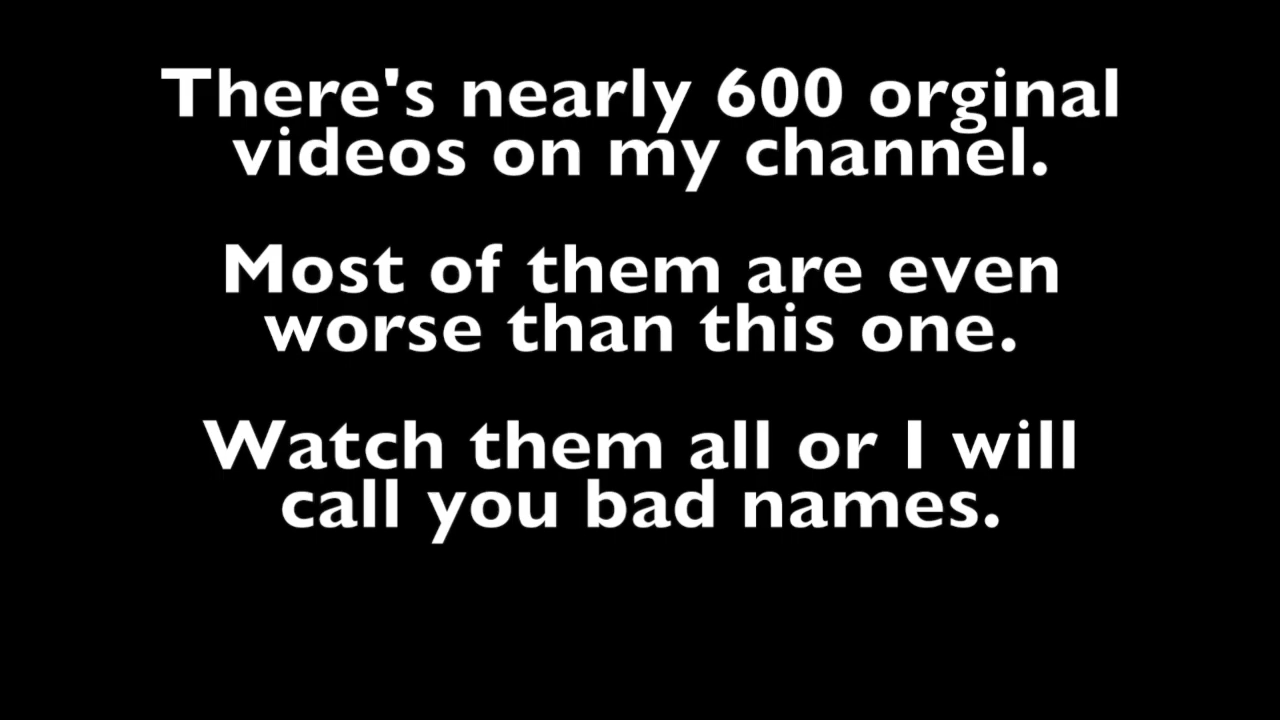 There's nearly 600 orginal
videos on my channel.
Most of them are even
worse than this one.
Watch them all or I will
call you bad names.